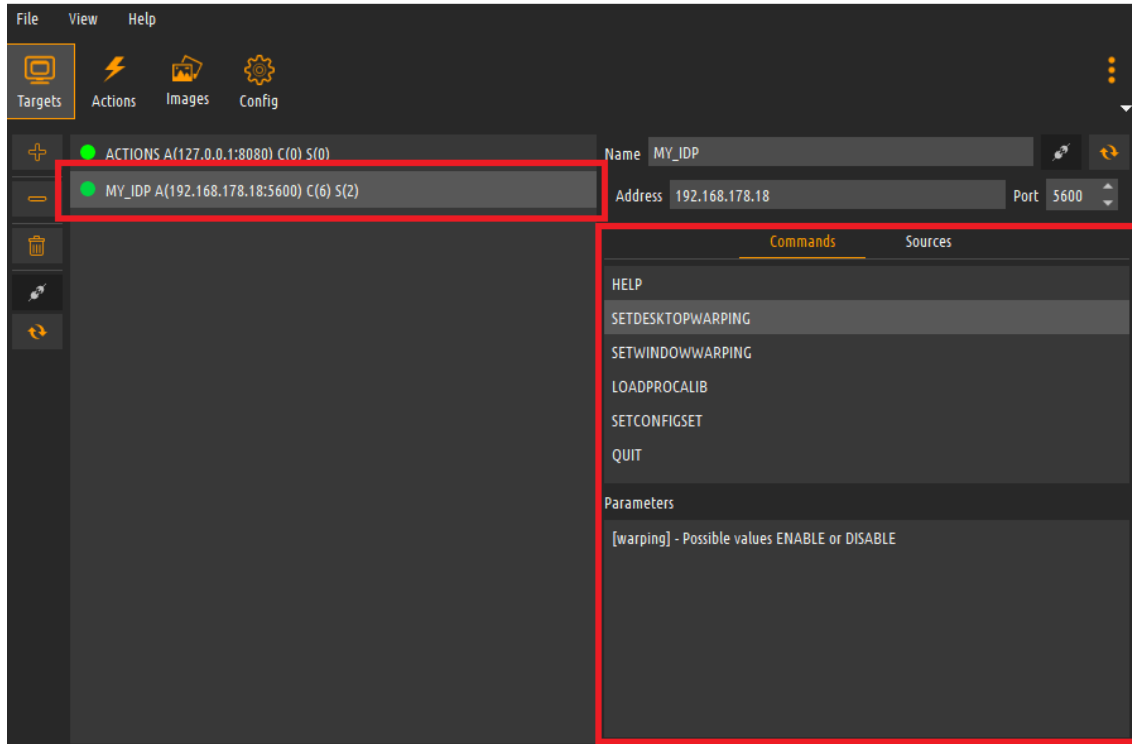 File View Help
Targets Actions Images Config
ACTIONS A(127.0.0.1:8080) C(0) S(0)
MY_IDP A(192.168.178.18:5600) C(6) S(2)
Name MY_IDP
Address 192.168.178.18 Port 5600
Commands Sources
HELP
SETDESKTOPWARPING
SETWINDOWWARPING
LOADPROCALIB
SETCONFIGSET
QUIT
Parameters
[warping] - Possible values ENABLE or DISABLE